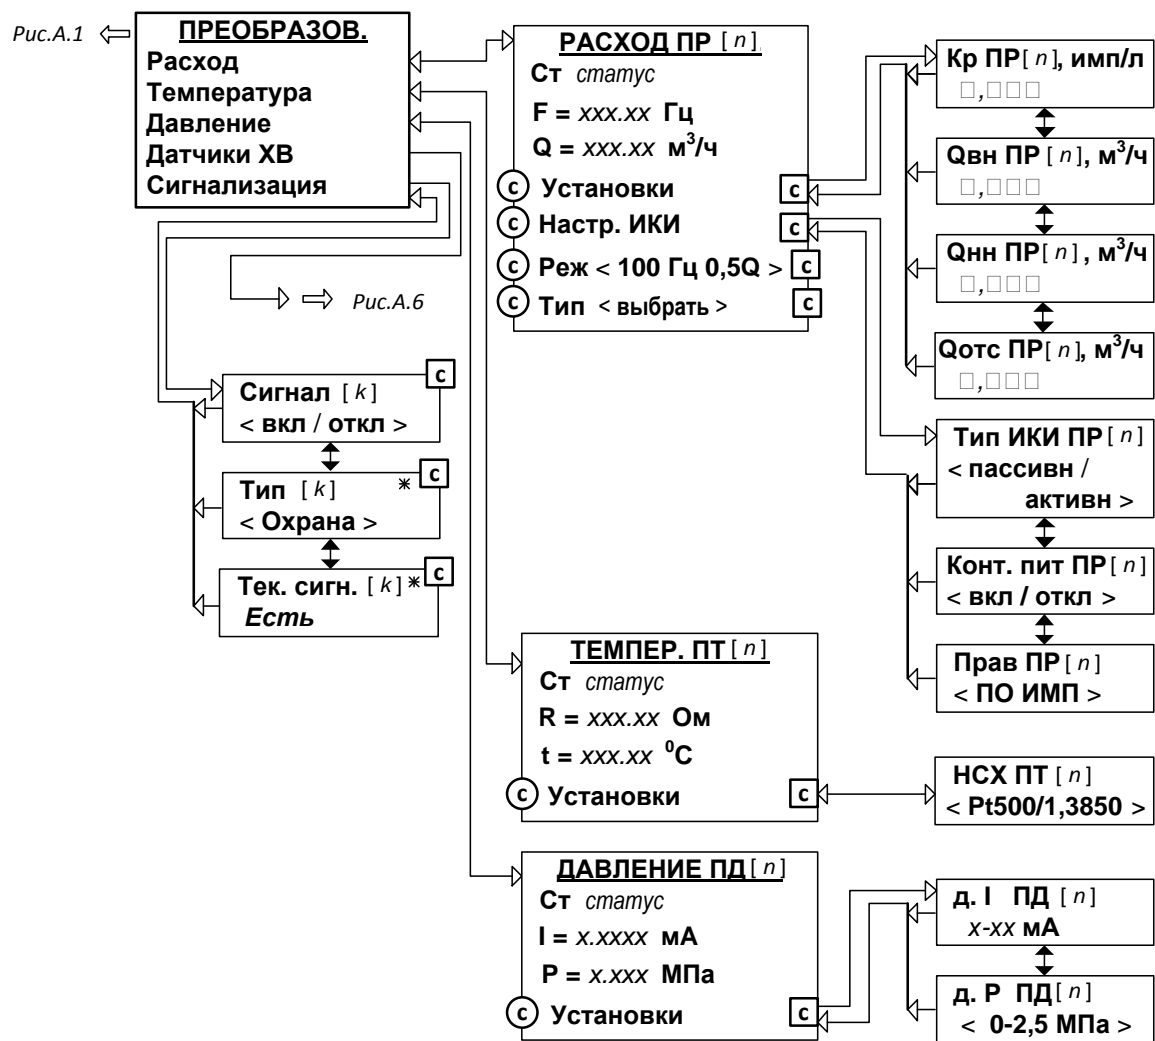 Рис.А.1
ПРЕОБРАЗОВ.
Расход
Температура
Давление
Датчики ХВ
Сигнализация
Рис.А.6
Сигнал [ k ]
с
< вкл / откл >
Тип [ k ] *
с
< Охрана >
Тек. сигн. [ k ] *
с
Есть
РАСХОД ПР [ n ]
Ст статус
F = xxx.xx Гц
Q = xxx.xx м³/ч
с Установки с
с Настр. ИКИ с
с Реж < 100 Гц 0,5Q > с
с Тип < выбрать > с
Кр ПР[ n ], имп/л
□,□□□
Qвн ПР[ n ], м³/ч
□,□□□
Qнн ПР[ n ], м³/ч
□,□□□
Qотс ПР[ n ], м³/ч
□,□□□
Тип ИКИ ПР[ n ]
< пассивн /
активн >
Конт. пит ПР[ n ]
< вкл / откл >
Прав ПР[ n ]
< ПО ИМП >
ТЕМПЕР. ПТ[ n ]
Ст статус
R = xxx.xx Ом
t = xxx.xx ⁰С
с Установки с
НСХ ПТ [ n ]
< Pt500/1,3850 >
ДАВЛЕНИЕ ПД[ n ]
Ст статус
I = x.xxxx мА
P = x.xxx МПа
с Установки с
д. I ПД [ n ]
x-xx мА
д. P ПД[ n ]
< 0-2,5 МПа >